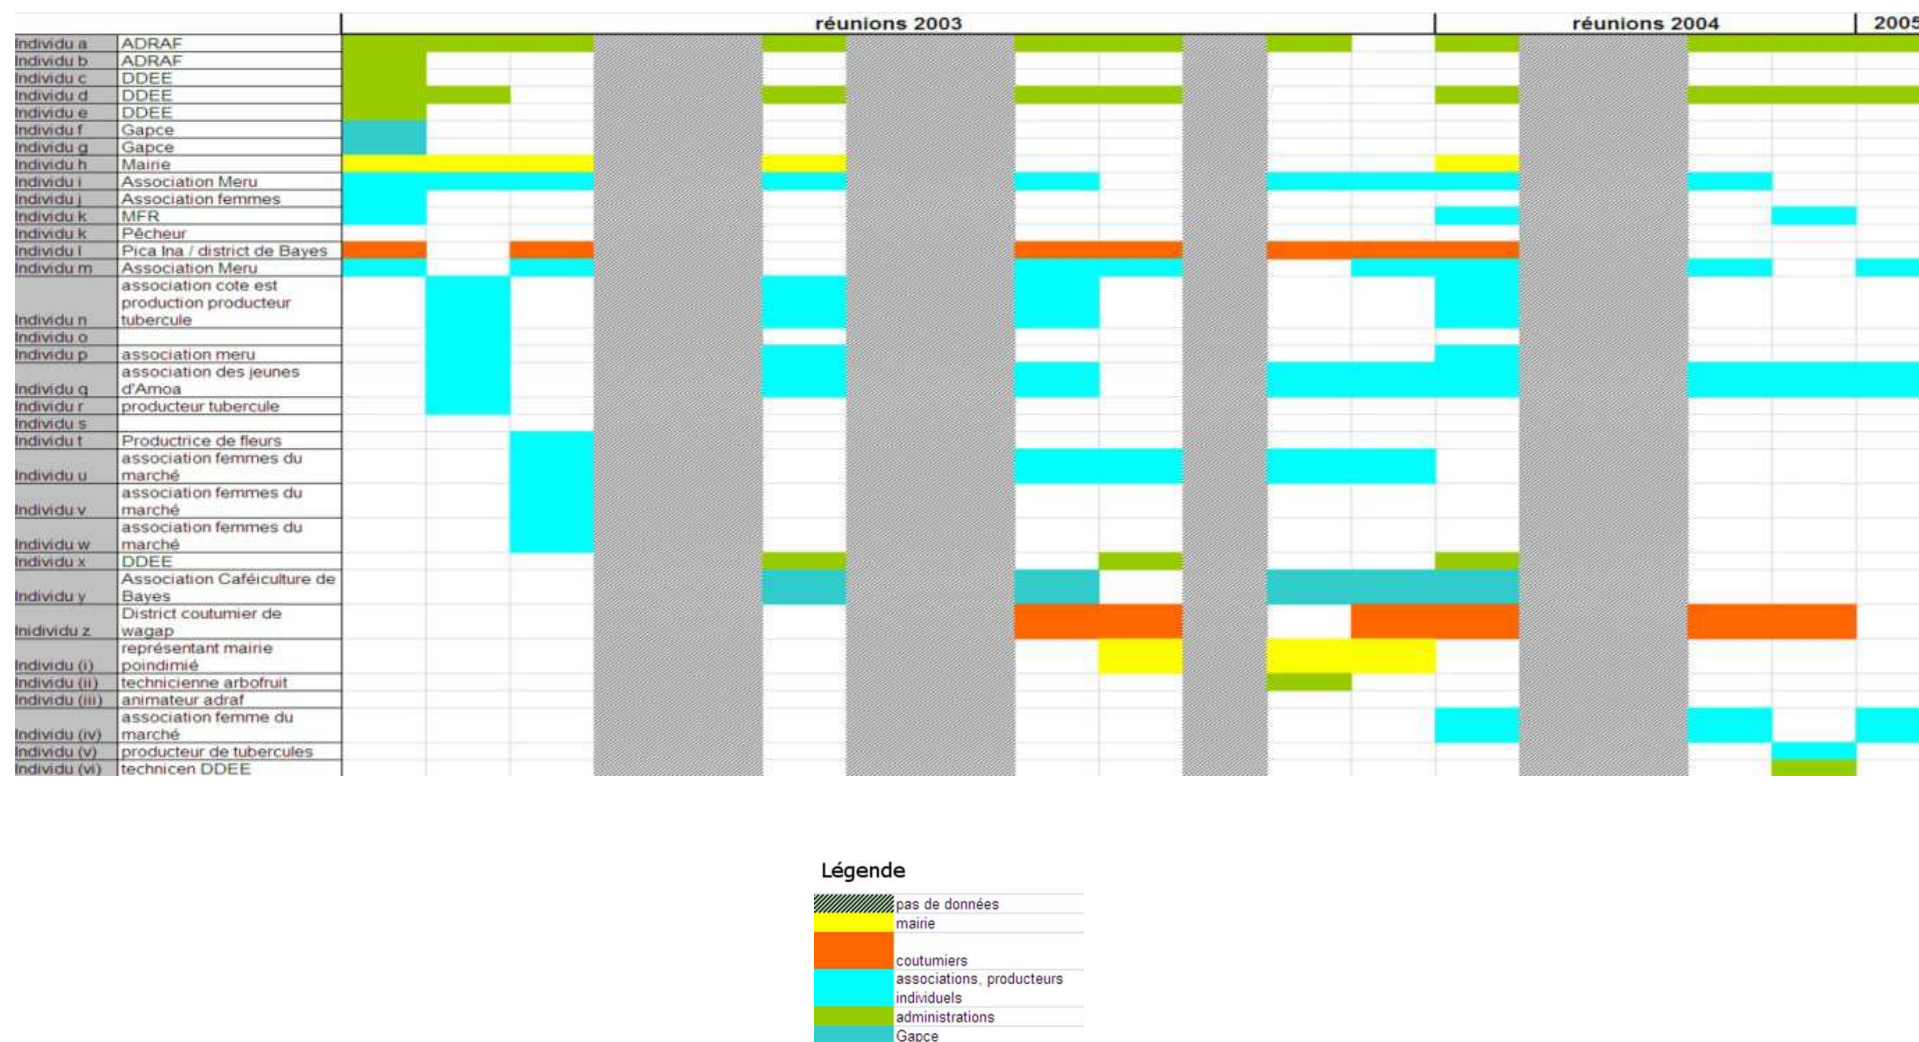 réunions 2003 réunions 2004 2005
Individu a ADRAF
Individu b ADRAF
Individu c DDEE
Individu d DDEE
Individu e DDEE
Individu f Gapce
Individu g Gapce
Individu h Mairie
Individu i Association Meru
Individu j Association femmes
Individu k MFR
Individu k Pêcheur
Individu l Pica Ina / district de Bayes
Individu m Association Meru
association cote est
production producteur
Individu n tubercule
Individu o
Individu p association meru
association des jeunes
Individu q d'Amoa
Individu r producteur tubercule
Individu s
Individu t Productrice de fleurs
association femmes du
Individu u marché
association femmes du
Individu v marché
association femmes du
Individu w marché
Individu x DDEE
Association Caféiculture de
Individu y Bayes
District coutumier de
Inidividu z wagap
représentant mairie
Individu (i) poindimié
Individu (ii) technicienne arbofruit
Individu (iii) animateur adraf
association femme du
Individu (iv) marché
Individu (v) producteur de tubercules
Individu (vi) technicen DDEE
Légende
pas de données
mairie
coutumiers
associations, producteurs
individuels
administrations
Gapce